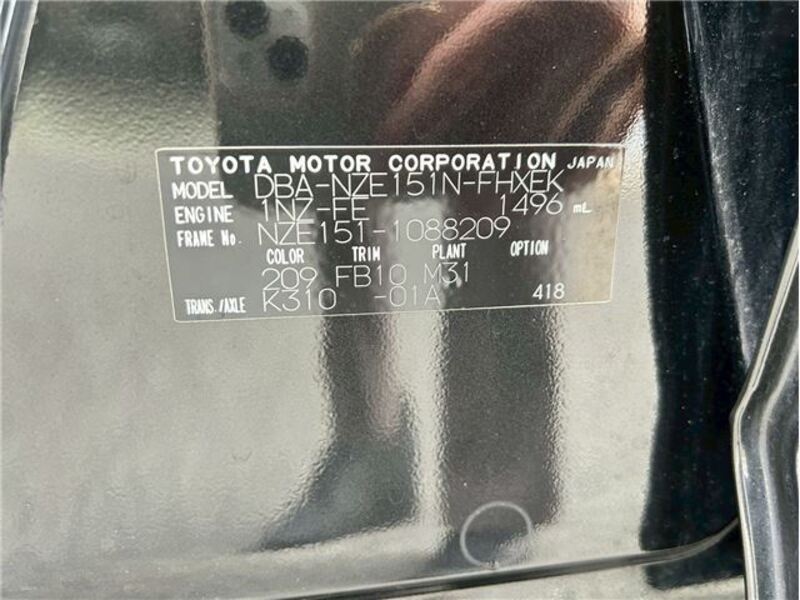 TOYOTA MOTOR CORPORATION JAPAN
MODEL DBA-NZE151N-FHXEK
ENGINE 1NZ-FE 1496 mL
FRAME No. NZE151-1088209
COLOR TRIM PLANT OPTION
209 FB10 M31
TRANS./AXLE K310 -01A 418